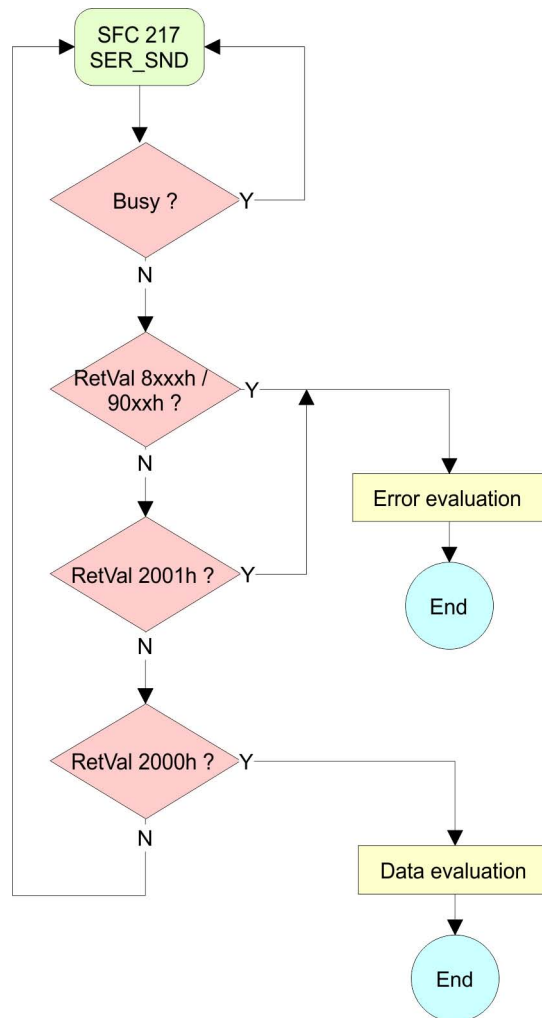 SFC 217
SER_SND
Busy ?
Y
N
RetVal 8xxxh /
90xxh ?
Y
N
Error evaluation
RetVal 2001h ?
Y
End
N
RetVal 2000h ?
Y
N
Data evaluation
End